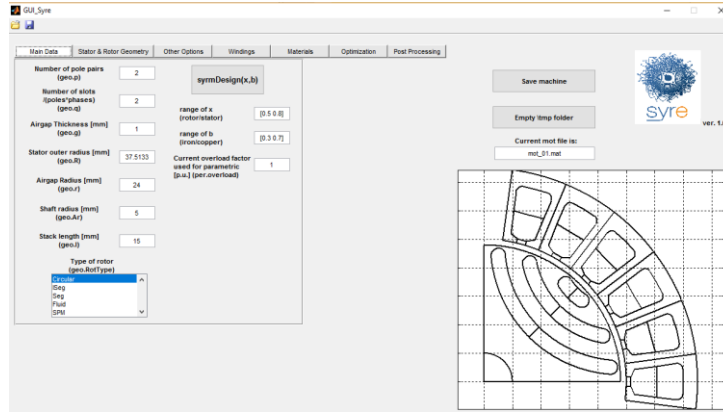 GUI_Syre
Main Data
Stator & Rotor Geometry
Other Options
Windings
Materials
Optimization
Post Processing
Number of pole pairs
(geo.p)
2
Number of slots
/(poles*phases)
(geo.q)
2
Airgap Thickness [mm]
(geo.g)
1
Stator outer radius [mm]
(geo.R)
37.5133
Airgap Radius [mm]
(geo.r)
24
Shaft radius [mm]
(geo.Ar)
5
Stack length [mm]
(geo.l)
15
Type of rotor
(geo.RotType)
Circular
ISeg
Seg
Fluid
SPM
syrmDesign(x,b)
range of x
(rotor/stator)
[0.5 0.8]
range of b
(iron/copper)
[0.3 0.7]
Current overload factor
used for parametric
[p.u.] (per.overload)
1
Save machine
Empty \tmp folder
Current mot file is:
mot_01.mat
syre
ver. 1.